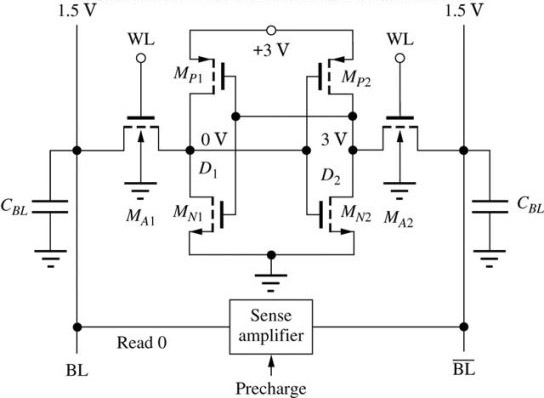 1.5 V
1.5 V
WL
+3 V
WL
M_P1
M_P2
0 V
3 V
D_1
D_2
C_BL
M_A1
M_N1
M_N2
M_A2
C_BL
Sense
amplifier
Read 0
BL
B̅L̅
Precharge